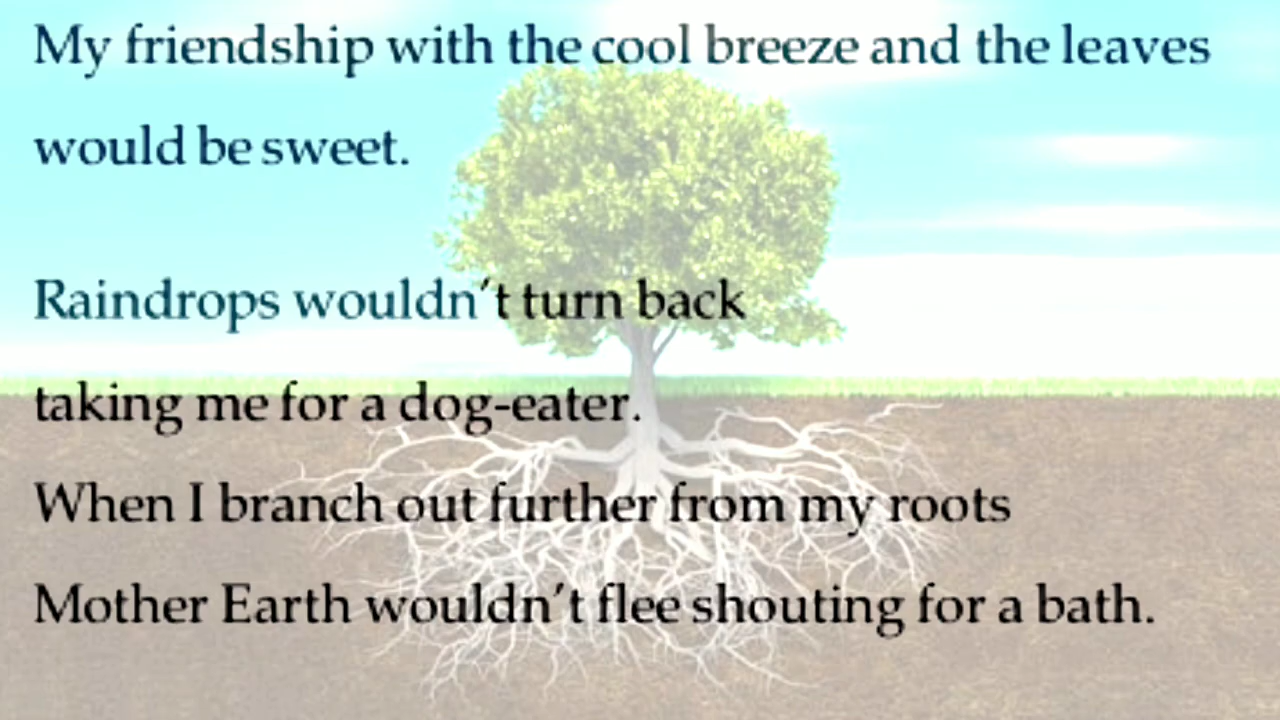 My friendship with the cool breeze and the leaves
would be sweet.
Raindrops wouldn't turn back
taking me for a dog-eater.
When I branch out further from my roots
Mother Earth wouldn't flee shouting for a bath.